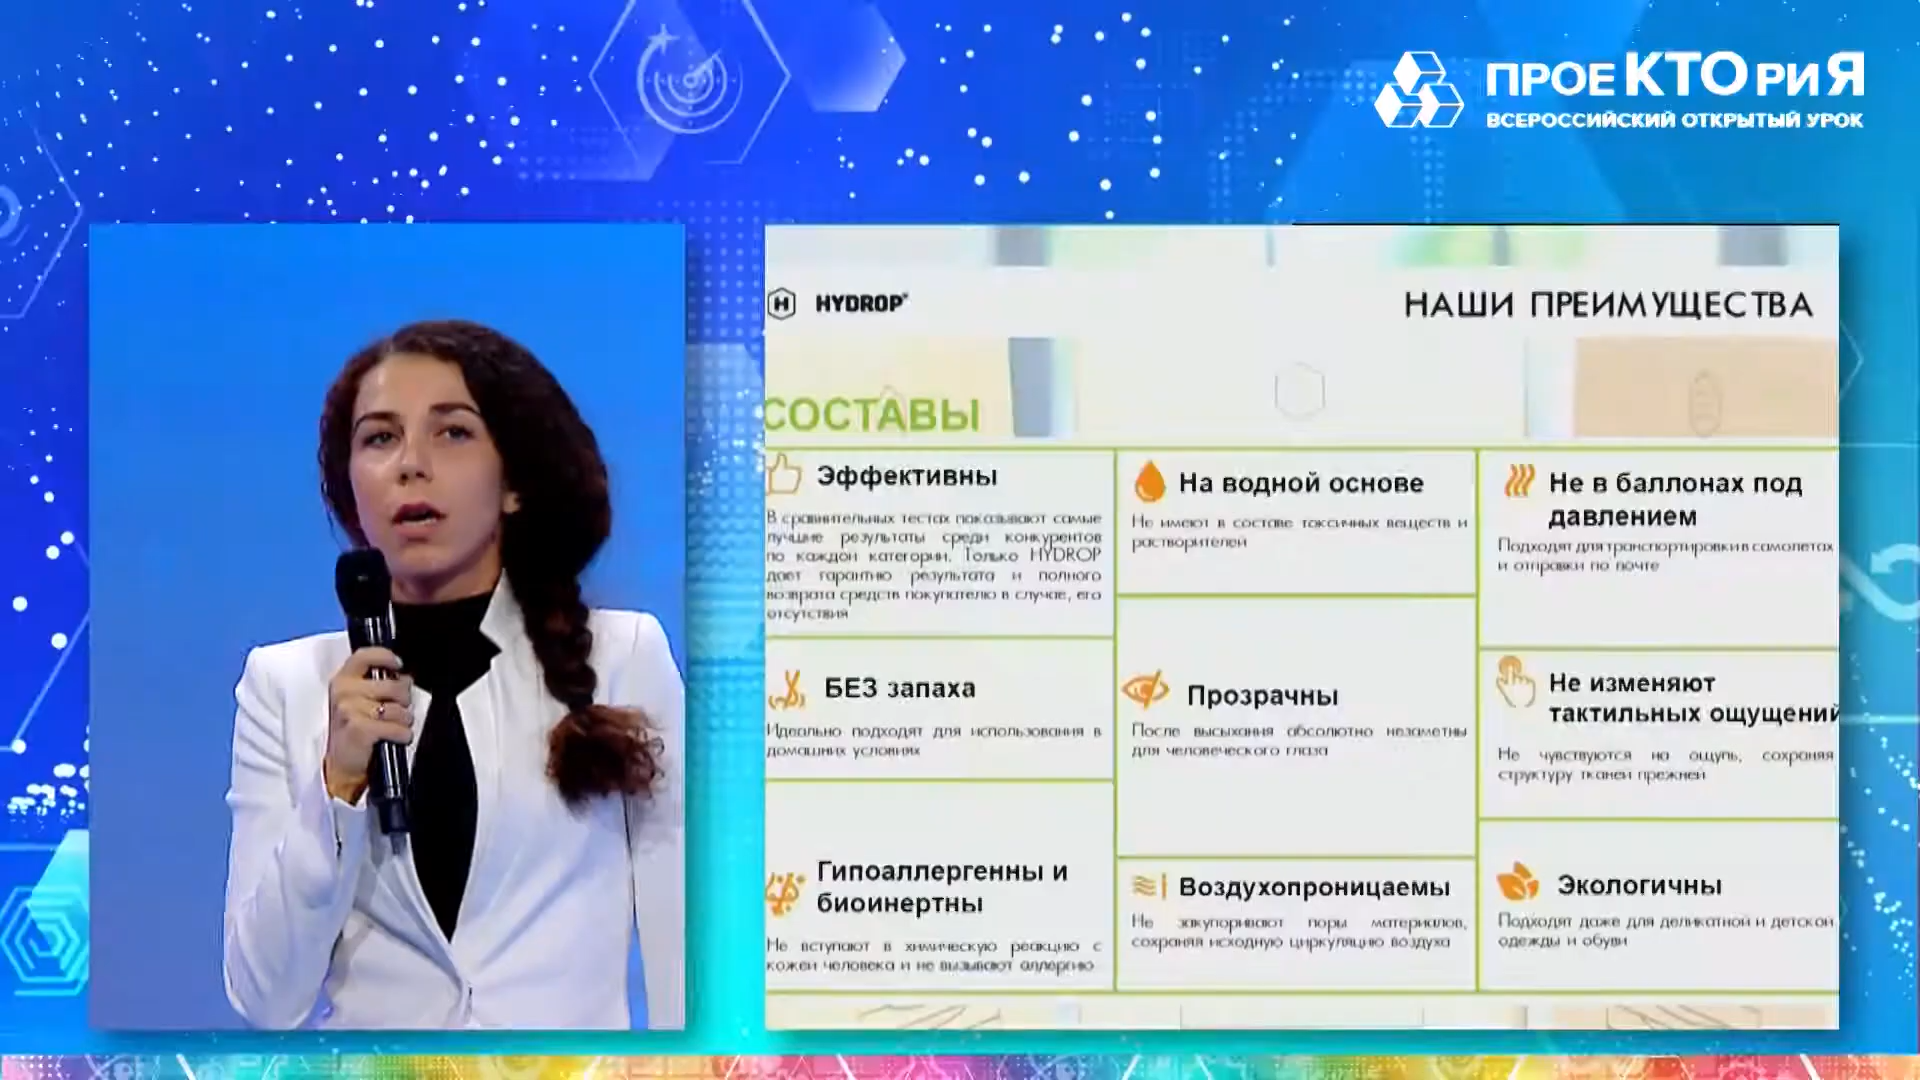 ПРОЕКТОРИЯ
ВСЕРОССИЙСКИЙ ОТКРЫТЫЙ УРОК
H HYDROP®
НАШИ ПРЕИМУЩЕСТВА
СОСТАВЫ
Эффективны
В сравнительных тестах показывают самые
лучшие результаты среди конкурентов
по каждой категории. Только HYDROP
дает гарантию результата и полного
возврата средств покупателю в случае, его
отсутствия
БЕЗ запаха
Идеально подходят для использования в
домашних условиях
Гипоаллергенны и
биоинертны
Не вступают в химическую реакцию с
кожей человека и не вызывают аллергию
На водной основе
Не имеют в составе токсичных веществ и
растворителей
Прозрачны
После высыхания абсолютно незаметны
для человеческого глаза
Воздухопроницаемы
Не закупоривают поры материалов,
сохраняя исходную циркуляцию воздуха
Не в баллонах под
давлением
Подходят для транспортировки в самолетах
и отправки по почте
Не изменяют
тактильных ощущений
Не чувствуются на ощупь, сохраняя
структуру тканей прежней
Экологичны
Подходят даже для деликатной и детской
одежды и обуви